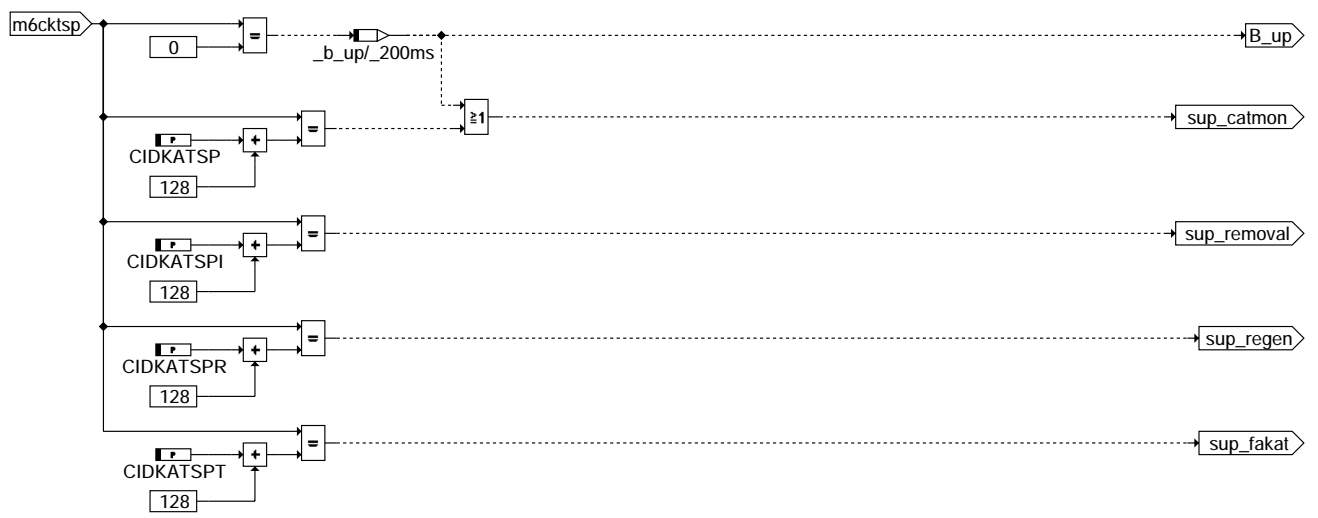 m6cktsp
=
0
_b_up/_200ms
B_up
≧1
sup_catmon
=
P
+
CIDKATSP
128
=
sup_removal
P
+
CIDKATSPI
128
=
sup_regen
P
+
CIDKATSPR
128
=
sup_fakat
P
+
CIDKATSPT
128